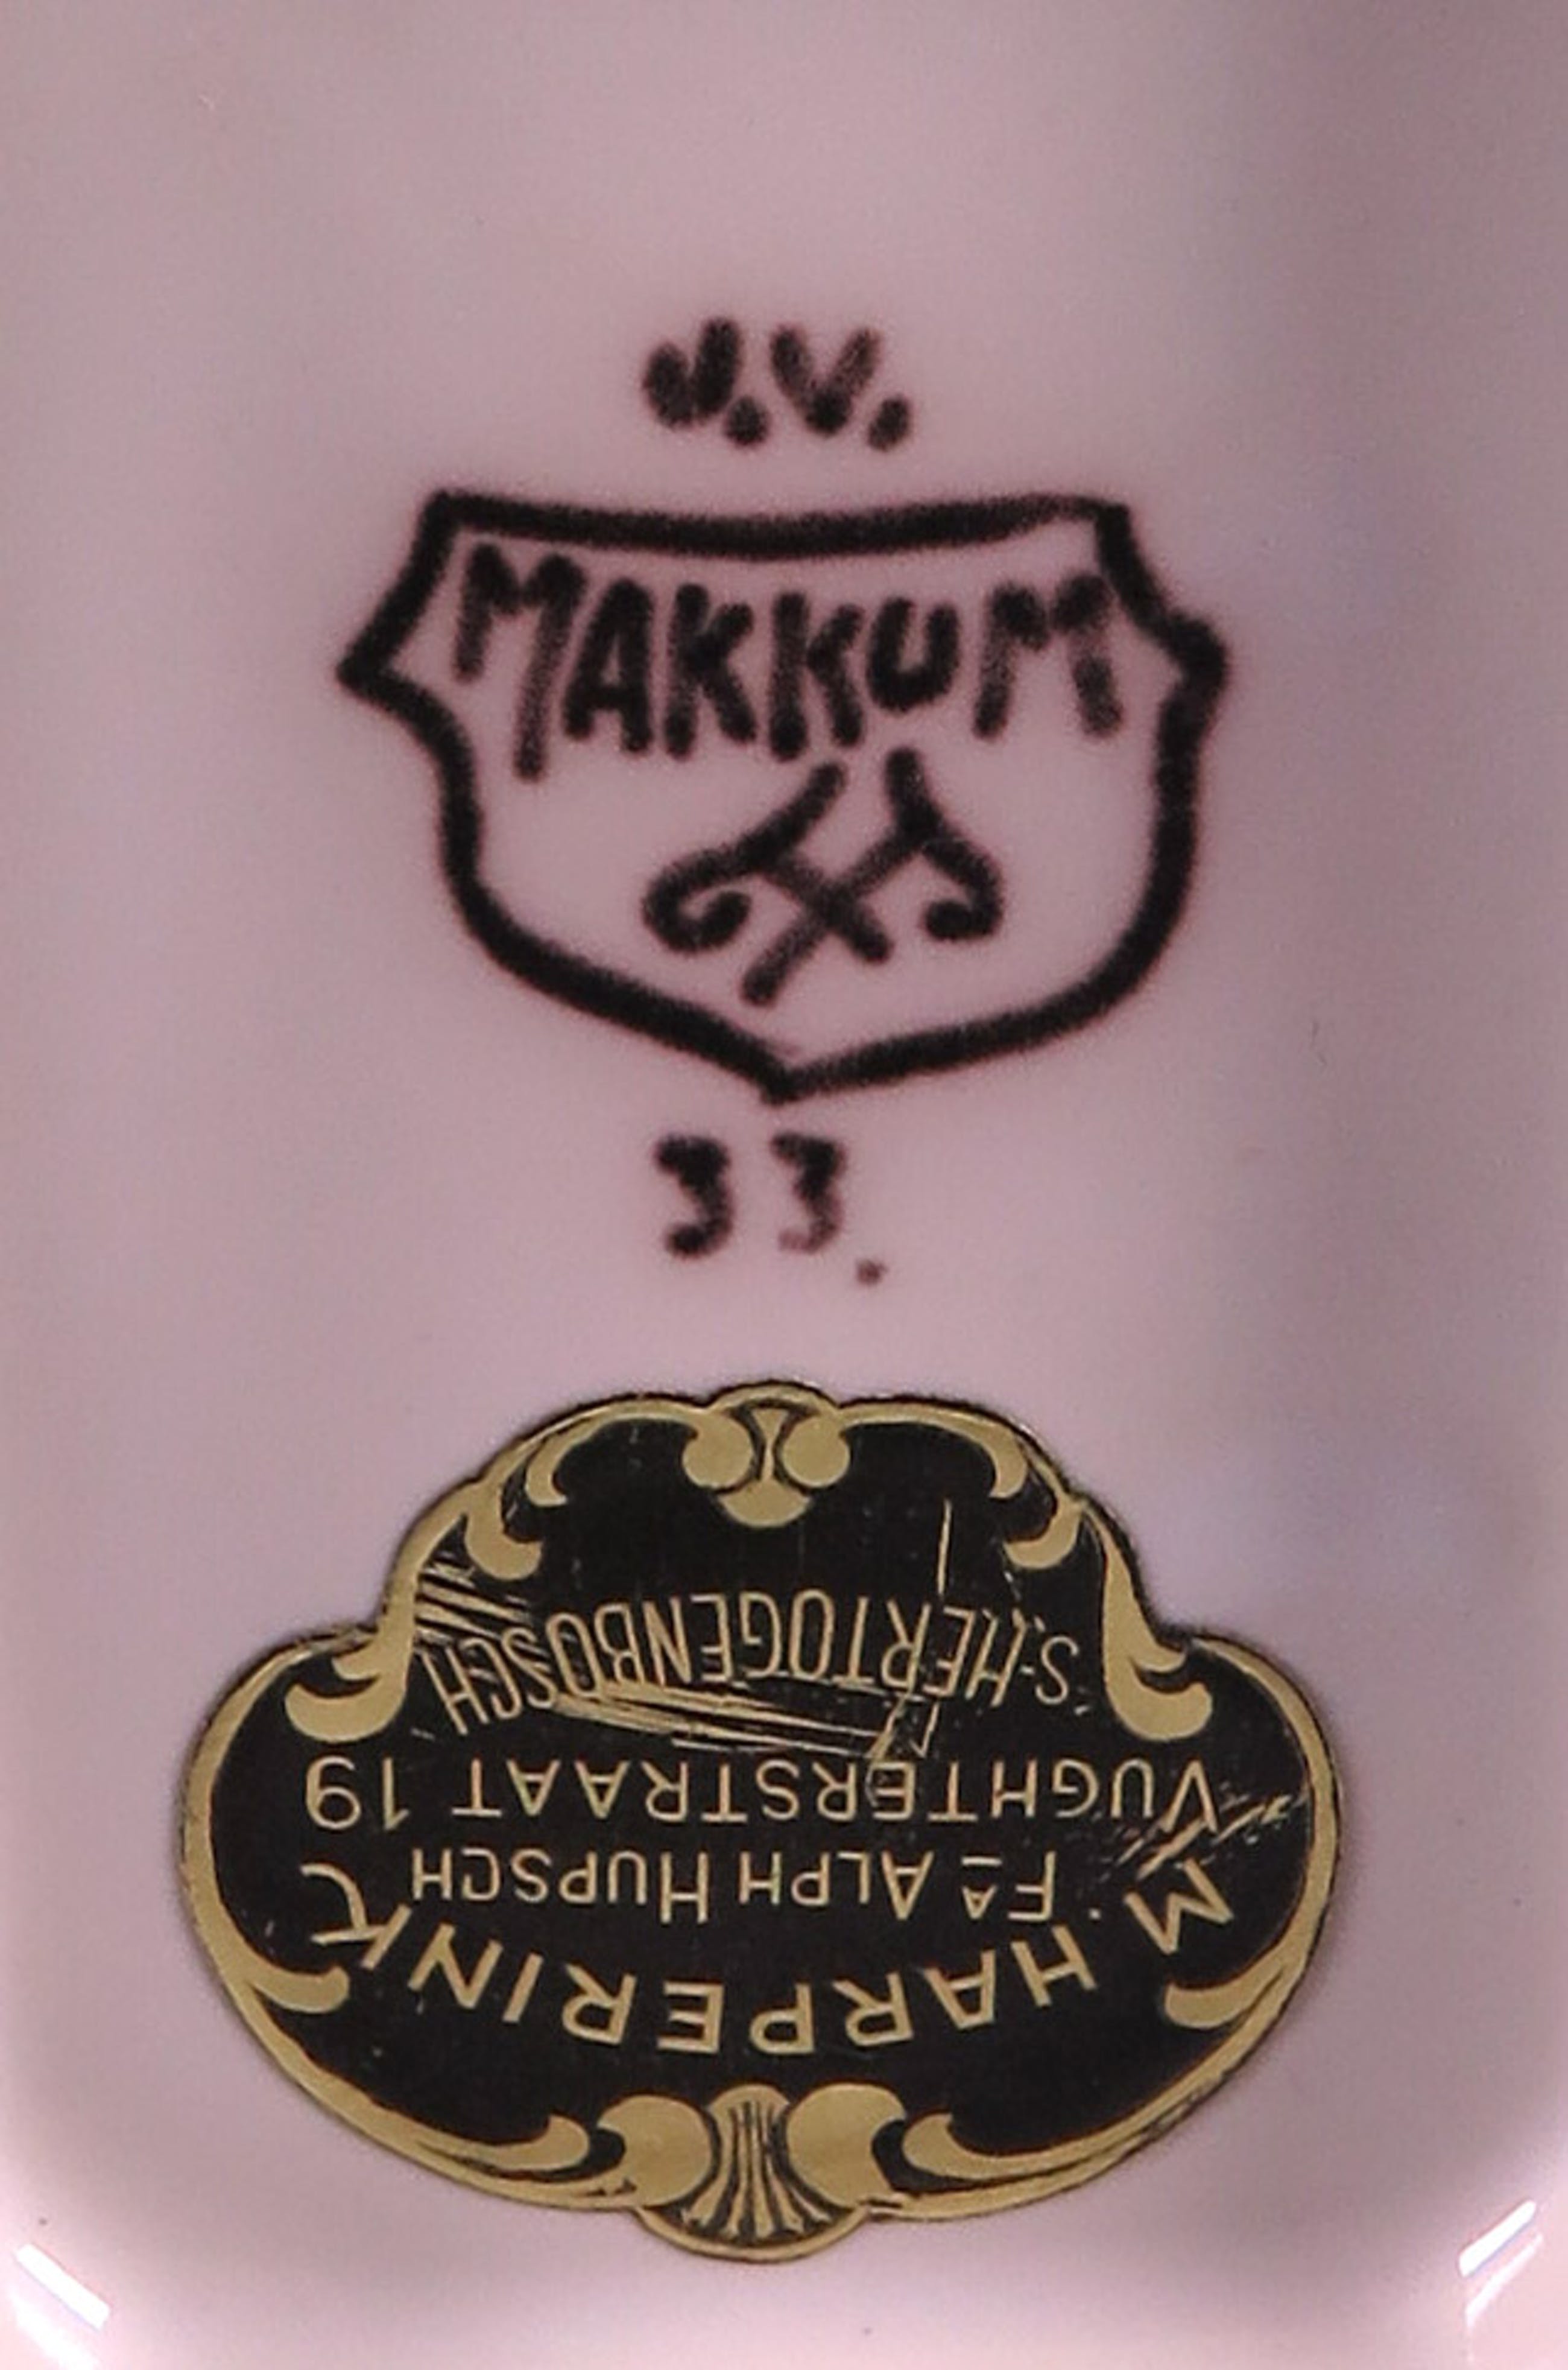 J.V.
MAKKUM
33.
M. HARPERINK
FA ALPH HUPSCH
VUGHTERSTRAAT 19
S-HERTOGENBOSCH